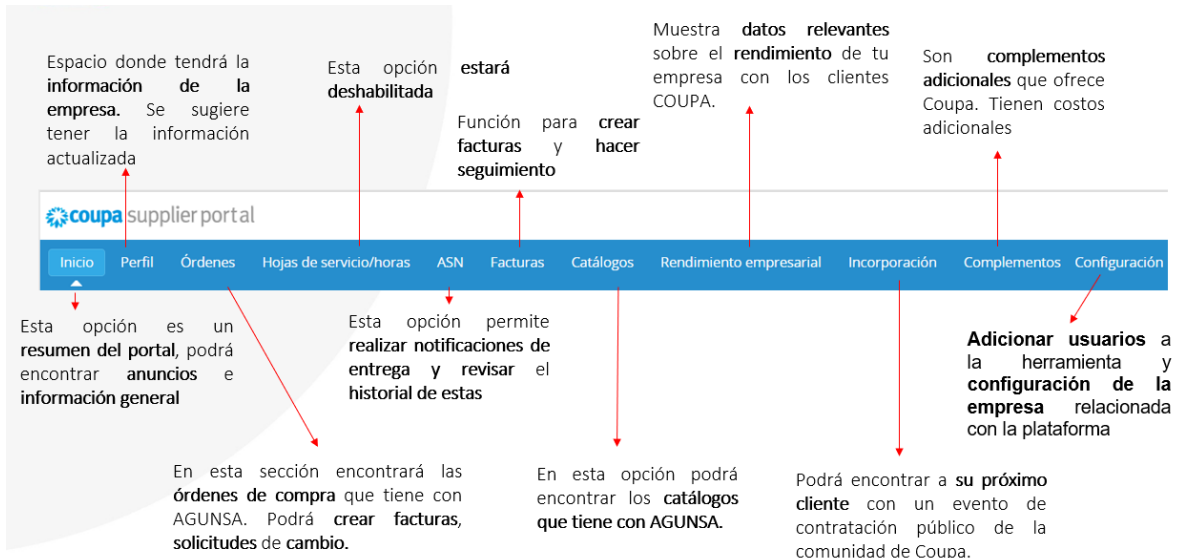 Espacio donde tendrá la
información de la
empresa. Se sugiere
tener la información
actualizada
Esta opción estará
deshabilitada
Función para crear
facturas y hacer
seguimiento
Muestra datos relevantes
sobre el rendimiento de tu
empresa con los clientes
COUPA.
Son complementos
adicionales que ofrece
Coupa. Tienen costos
adicionales
coupa supplier portal
Inicio Perfil Órdenes Hojas de servicio/horas ASN Facturas Catálogos Rendimiento empresarial Incorporación Complementos Configuración
Esta opción es un
resumen del portal, podrá
encontrar anuncios e
información general
Esta opción permite
realizar notificaciones de
entrega y revisar el
historial de estas
Adicionar usuarios a
la herramienta y
configuración de la
empresa relacionada
con la plataforma
En esta sección encontrará las
órdenes de compra que tiene con
AGUNSA. Podrá crear facturas,
solicitudes de cambio.
En esta opción podrá
encontrar los catálogos
que tiene con AGUNSA.
Podrá encontrar a su próximo
cliente con un evento de
contratación público de la
comunidad de Coupa.